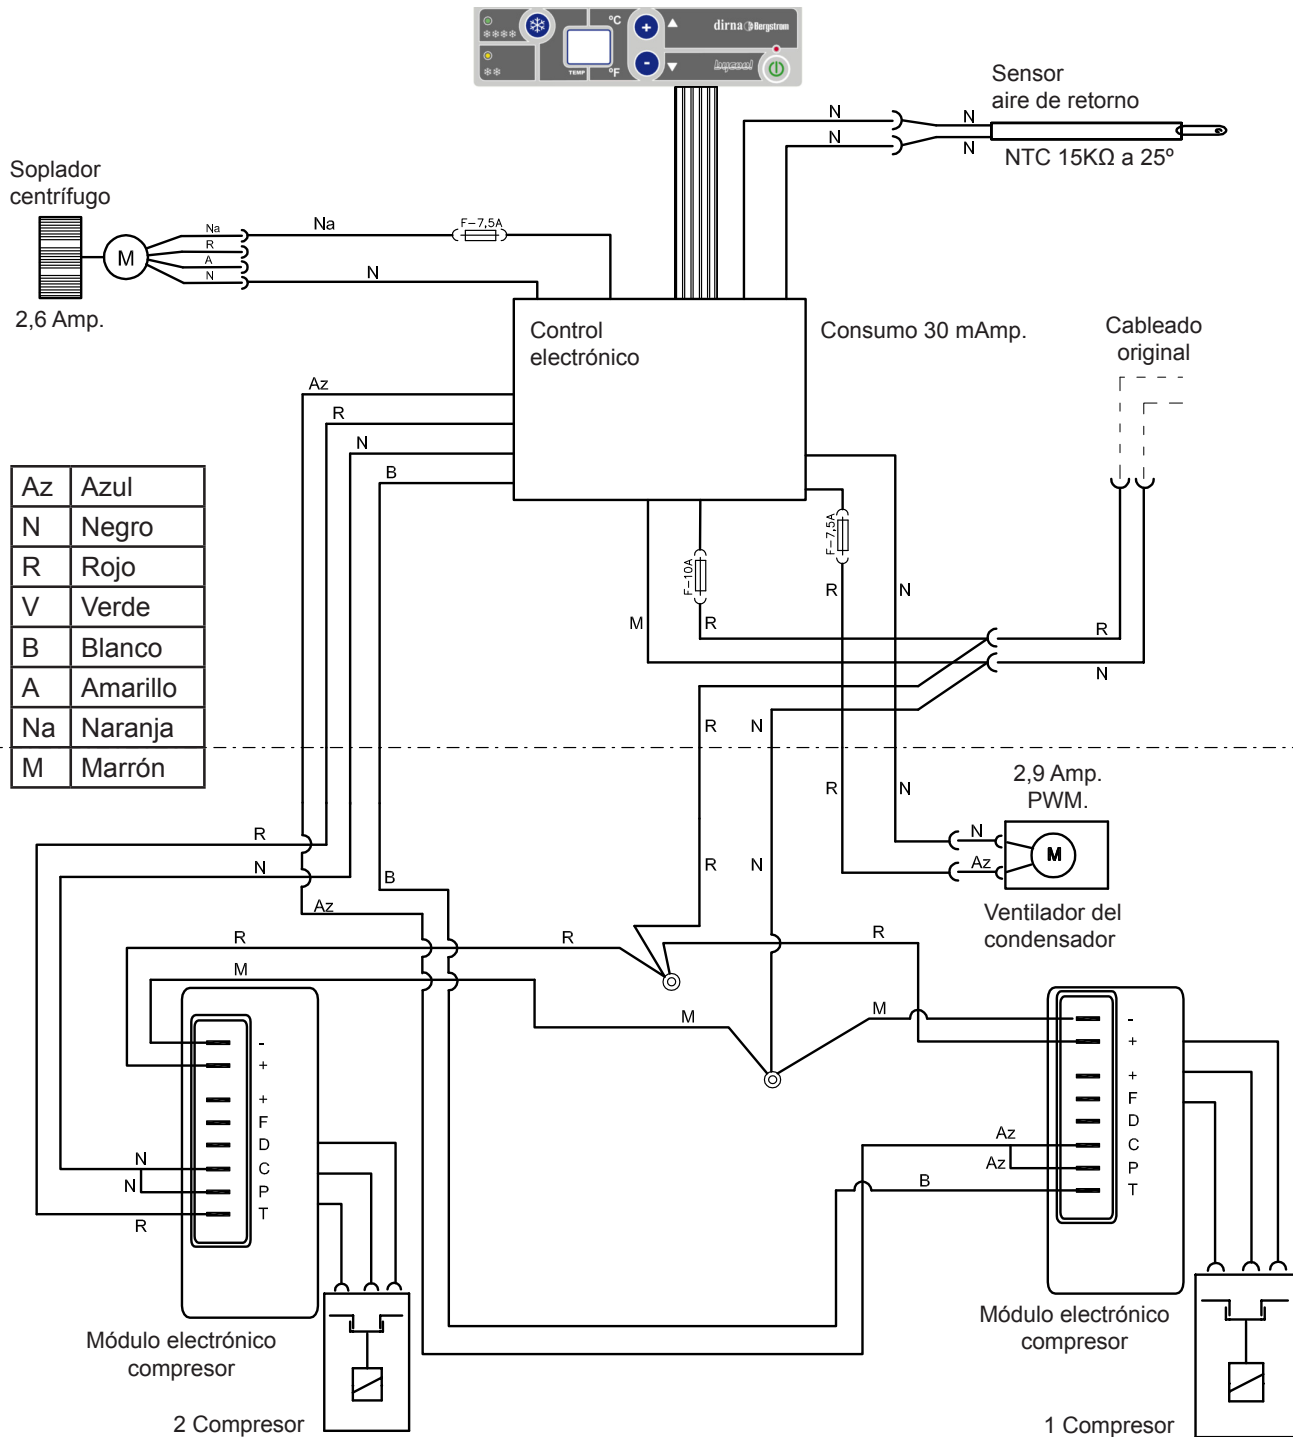 °C
dirna Bergstrom
TEMP
°F
bycool
Sensor
aire de retorno
N
N
N
N
NTC 15KΩ a 25º
Soplador
centrífugo
Na
R
A
N
Na
F-7,5A
N
M
2,6 Amp.
Control
electrónico
Consumo 30 mAmp.
Cableado
original
Az
R
N
B
Az Azul
N Negro
R Rojo
V Verde
B Blanco
A Amarillo
Na Naranja
M Marrón
F-10A
F-7,5A
R
N
M
R
R
N
R
N
R
N
2,9 Amp.
PWM.
N
Az
M
Ventilador del
condensador
R
N
R
N
B
Az
R
R
R
M
M
M
-
+
+
F
D
C
P
T
N
N
R
-
+
+
F
D
C
P
T
Az
Az
B
Módulo electrónico
compresor
2 Compresor
Módulo electrónico
compresor
1 Compresor